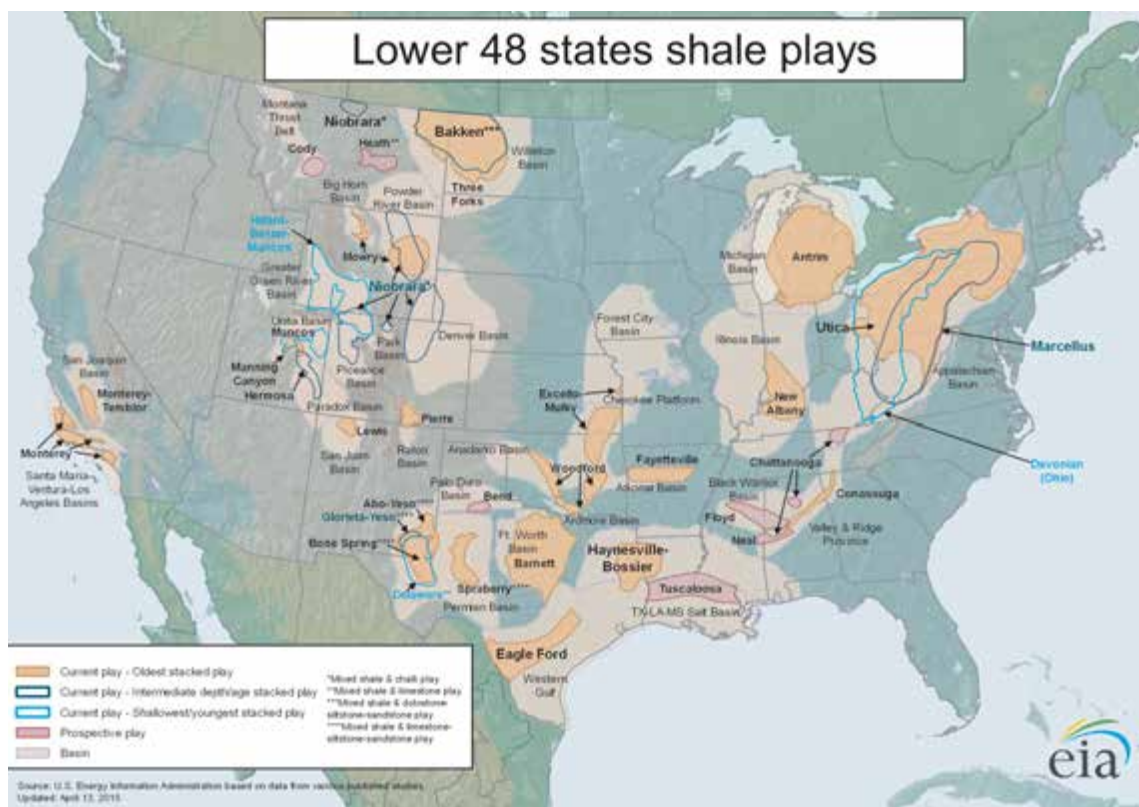 Lower 48 states shale plays
Montana
Thrust
Belt
Niobrara*
Cody
Heath**
Bakken***
Williston
Basin
Big Horn
Basin
Powder
River Basin
Three
Forks
Hilliard-
Baxter-
Mancos
Mowry
Greater
Green River
Basin
Niobrara*
Michigan
Basin
Antrim
Uinta Basin
Mancos
Park
Basin
Denver Basin
Forest City
Basin
Illinois Basin
Utica
Marcellus
Appalachian
Basin
San Joaquin
Basin
Manning
Canyon
Piceance
Basin
Hermosa
Monterey-
Temblor
Paradox Basin
Excello-
Mulky
Cherokee Platform
New
Albany
Pierre
Lewis
Monterey
San Juan
Basin
Raton
Basin
Anadarko Basin
Woodford
Fayetteville
Chattanooga
Devonian
(Ohio)
Santa Maria-
Ventura-Los
Angeles Basins
Palo Duro
Basin
Bend
Arkoma Basin
Black Warrior
Basin
Conasauga
Abo-Yeso****
Glorieta-Yeso****
Ardmore Basin
Floyd
Neal
Valley & Ridge
Province
Bone Spring****
Ft. Worth
Basin
Barnett
Haynesville-
Bossier
Delaware**
Spraberry****
Permian Basin
Tuscaloosa
TX-LA-MS Salt Basin
Eagle Ford
Western
Gulf
Current play - Oldest stacked play
Current play - Intermediate depth/age stacked play
Current play - Shallowest/youngest stacked play
Prospective play
Basin
*Mixed shale & chalk play
**Mixed shale & limestone play
***Mixed shale & dolostone-
siltstone-sandstone play
****Mixed shale & limestone-
siltstone-sandstone play
eia
Source: U.S. Energy Information Administration based on data from various published studies.
Updated: April 13, 2015